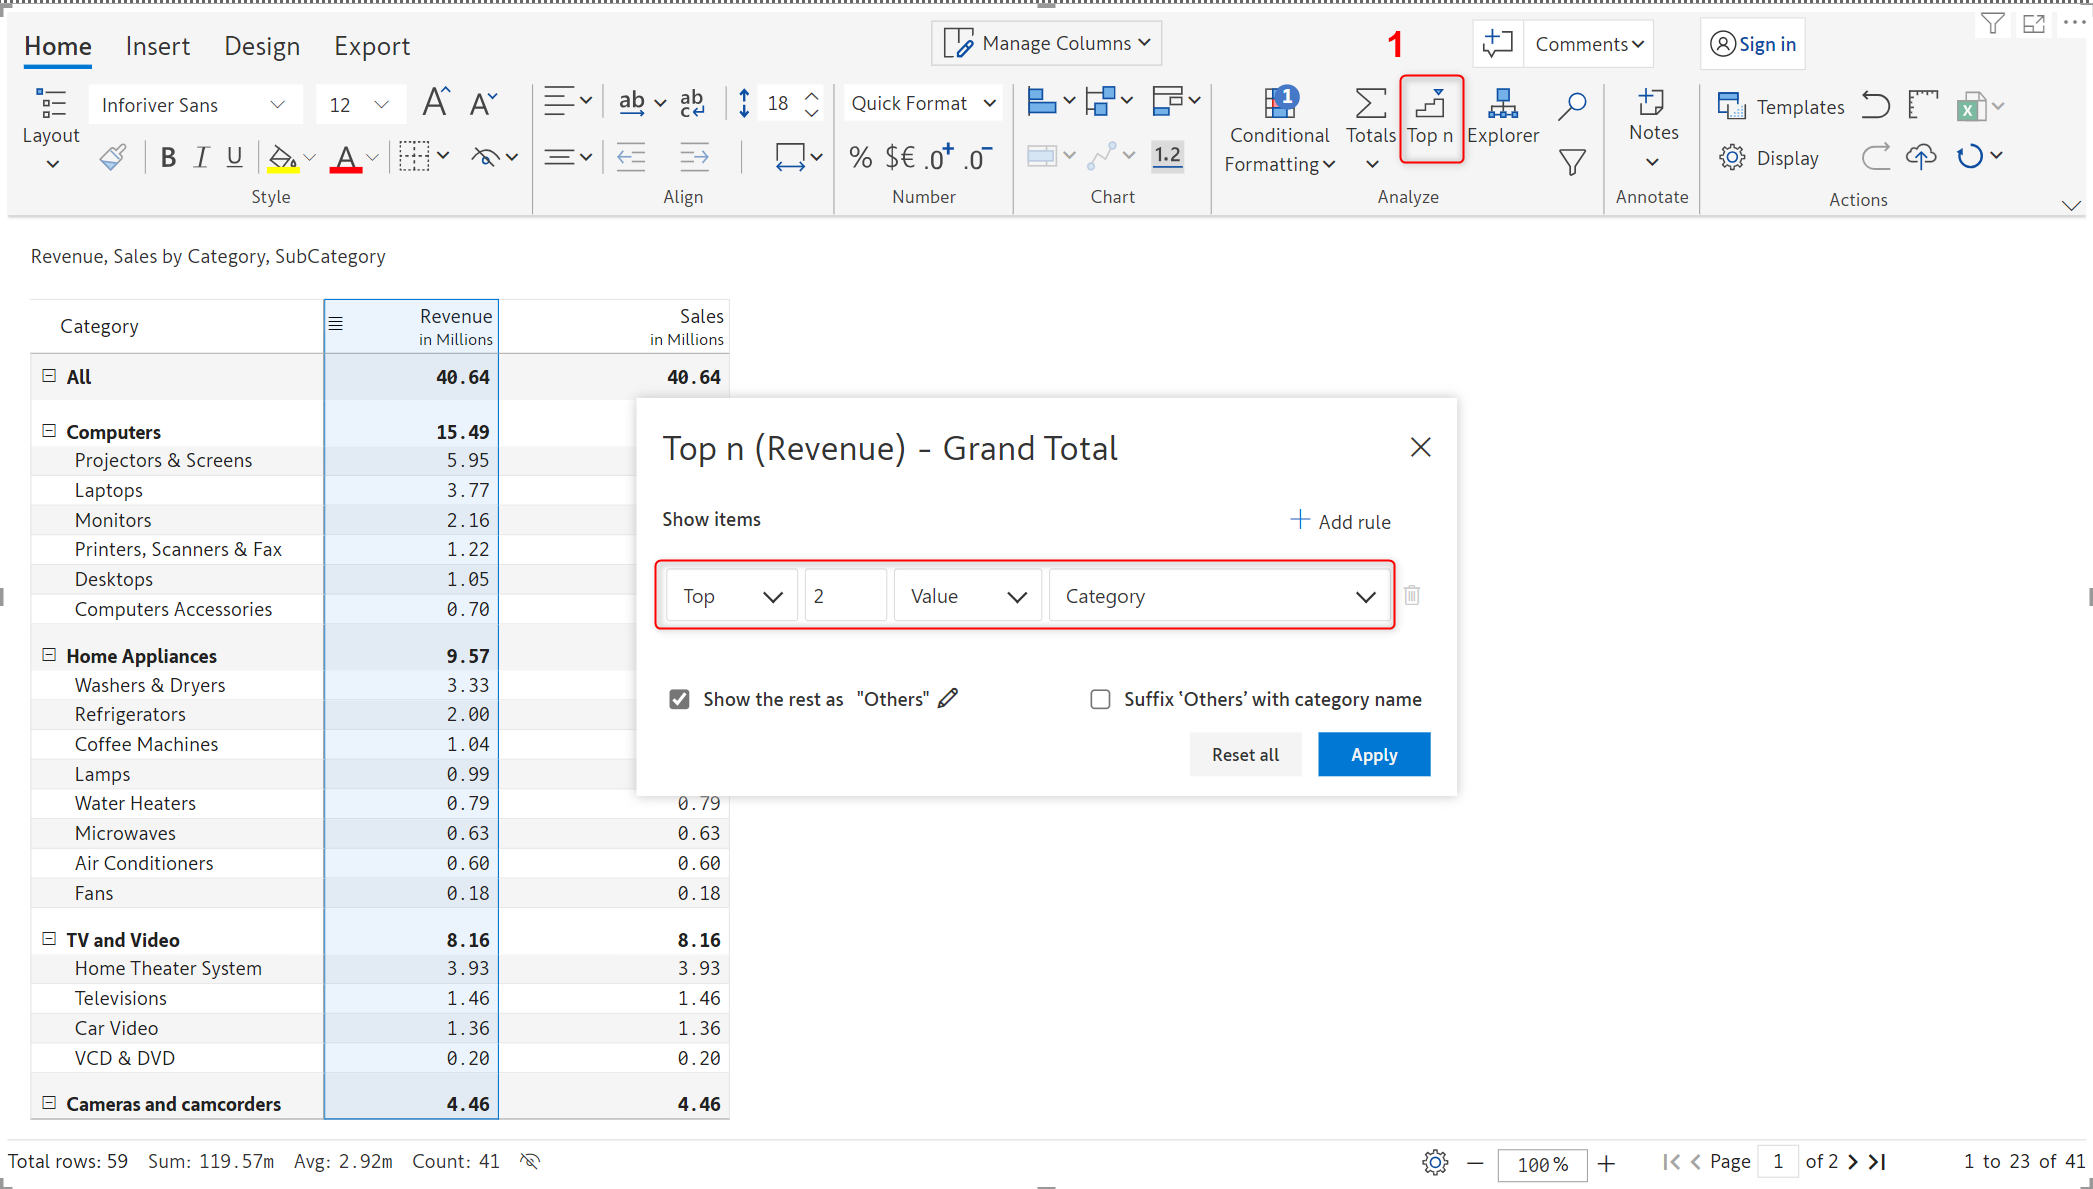 Home Insert Design Export
Manage Columns
1
Comments
Sign in
Layout
Inforiver Sans
12
A A
B I U
A
Style
ab ab c
18
Align
Quick Format
% $€ .0+ .0-
Number
1.2
Chart
1
Conditional Formatting
Totals
Top n
Explorer
Analyze
Notes
Annotate
Templates
Display
X
Actions
Revenue, Sales by Category, SubCategory
Category Revenue in Millions Sales in Millions
All 40.64 40.64
Computers 15.49
Projectors & Screens 5.95
Laptops 3.77
Monitors 2.16
Printers, Scanners & Fax 1.22
Desktops 1.05
Computers Accessories 0.70
Home Appliances 9.57
Washers & Dryers 3.33
Refrigerators 2.00
Coffee Machines 1.04
Lamps 0.99
Water Heaters 0.79 0.79
Microwaves 0.63 0.63
Air Conditioners 0.60 0.60
Fans 0.18 0.18
TV and Video 8.16 8.16
Home Theater System 3.93 3.93
Televisions 1.46 1.46
Car Video 1.36 1.36
VCD & DVD 0.20 0.20
Cameras and camcorders 4.46 4.46
Top n (Revenue) - Grand Total
Show items
Add rule
Top 2 Value Category
Show the rest as "Others"
Suffix 'Others' with category name
Reset all Apply
Total rows: 59 Sum: 119.57m Avg: 2.92m Count: 41
100 %
Page 1 of 2
1 to 23 of 41